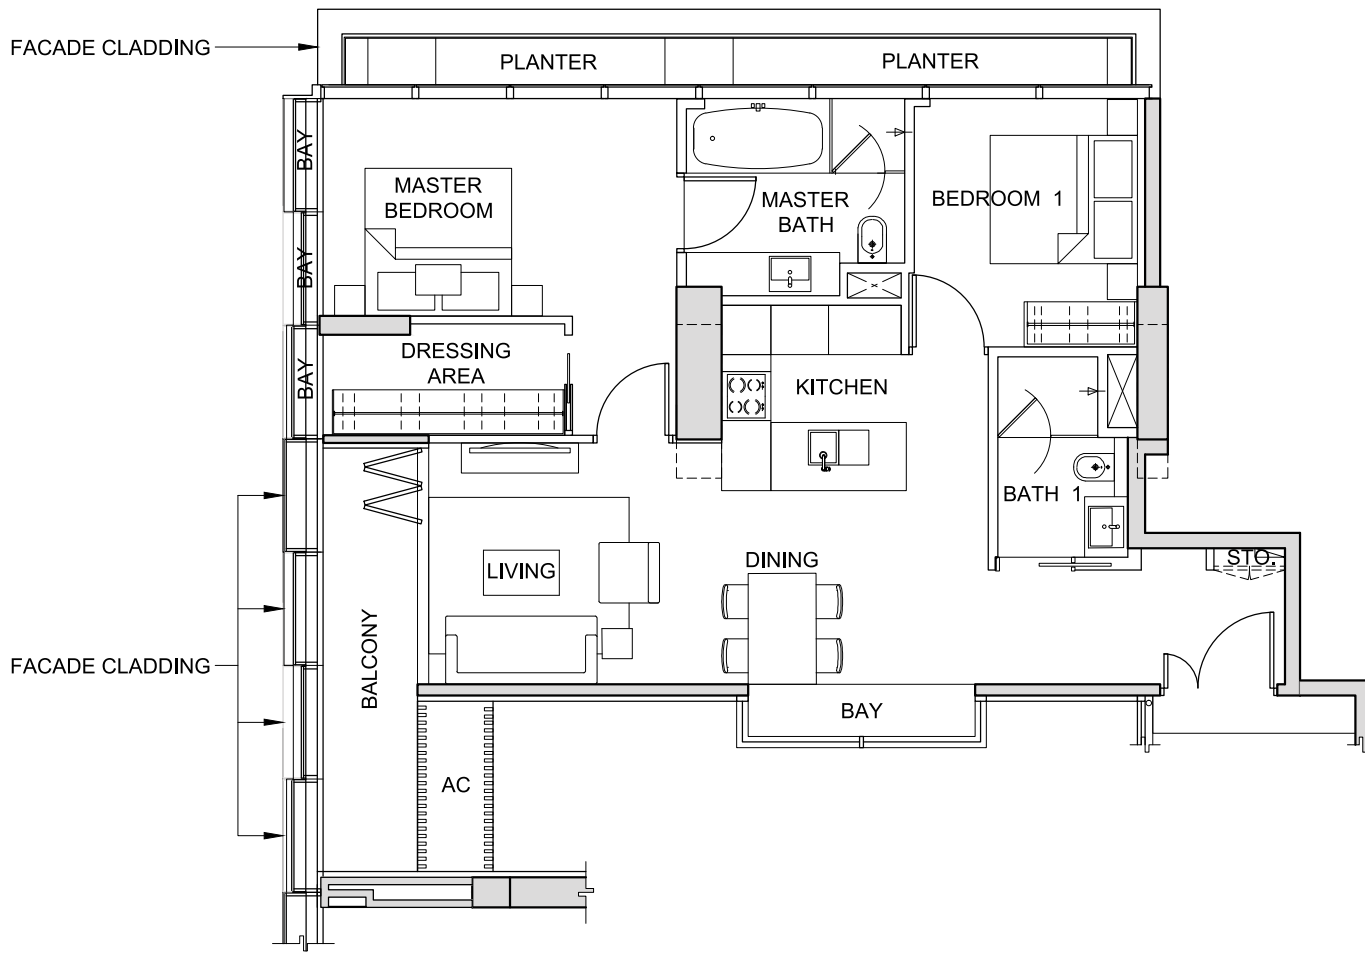 FACADE CLADDING
PLANTER
PLANTER
BAY
MASTER
BEDROOM
MASTER
BATH
BEDROOM 1
BAY
DRESSING
AREA
BAY
KITCHEN
BATH 1
LIVING
DINING
STO.
FACADE CLADDING
BALCONY
BAY
AC